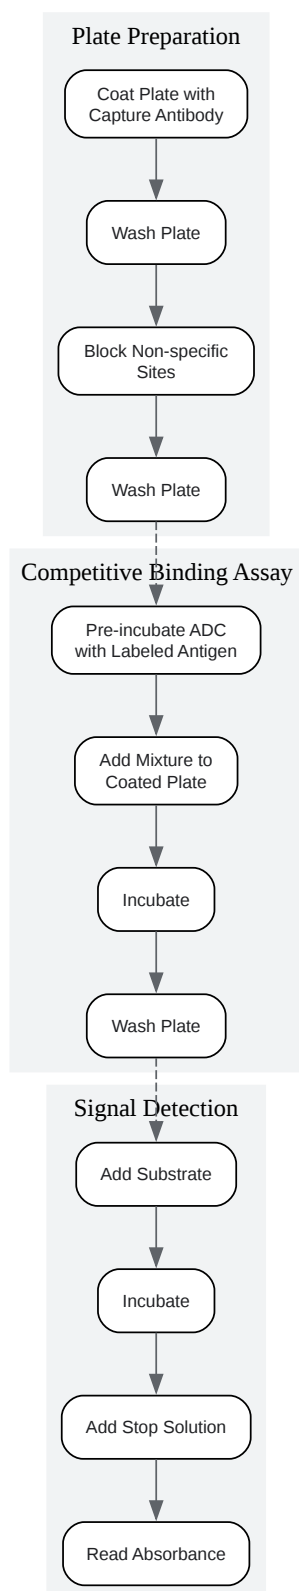 Plate Preparation
Coat Plate with
Capture Antibody
Wash Plate
Block Non-specific
Sites
Wash Plate
Competitive Binding Assay
Pre-incubate ADC
with Labeled Antigen
Add Mixture to
Coated Plate
Incubate
Wash Plate
Signal Detection
Add Substrate
Incubate
Add Stop Solution
Read Absorbance